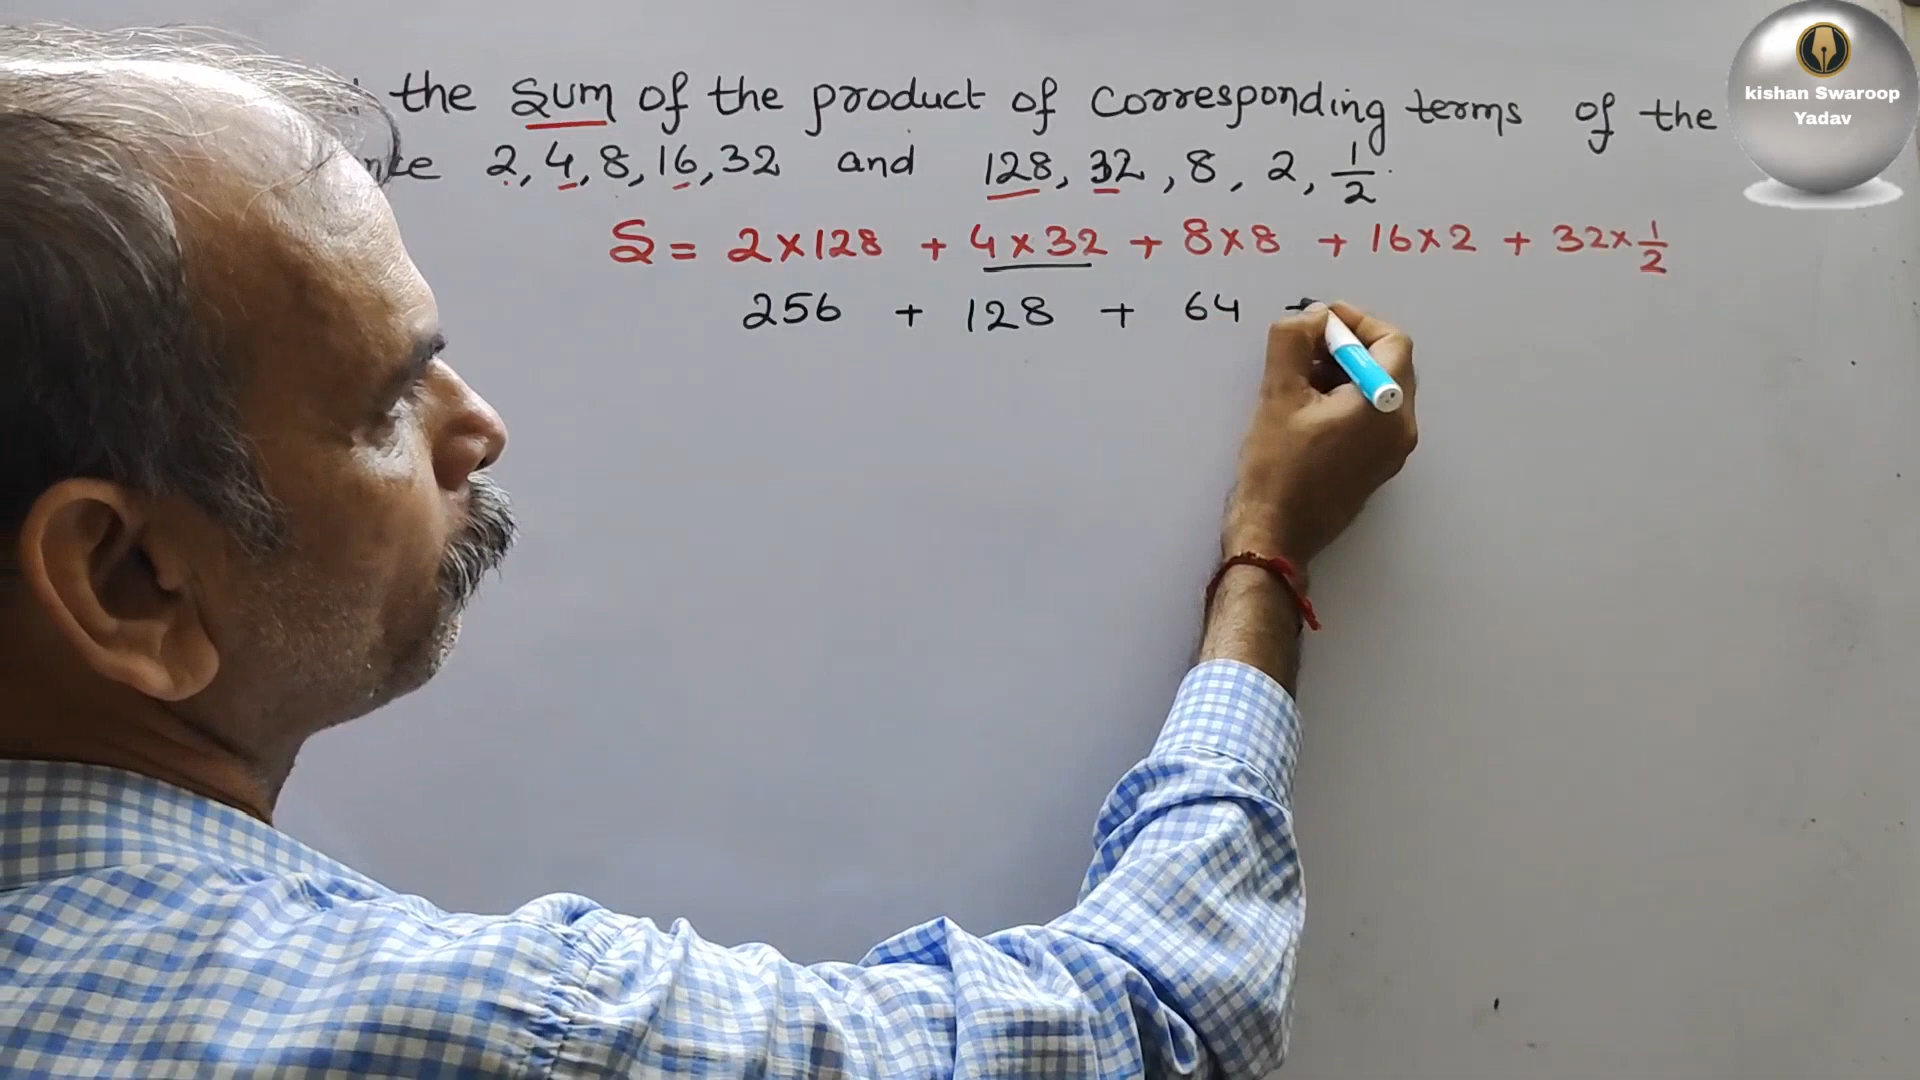 the sum of the product of corresponding terms of the
2, 4, 8, 16, 32 and 128, 32, 8, 2, 1/2.
S = 2×128 + 4×32 + 8×8 + 16×2 + 32×1/2
256 + 128 + 64 +
kishan Swaroop
Yadav